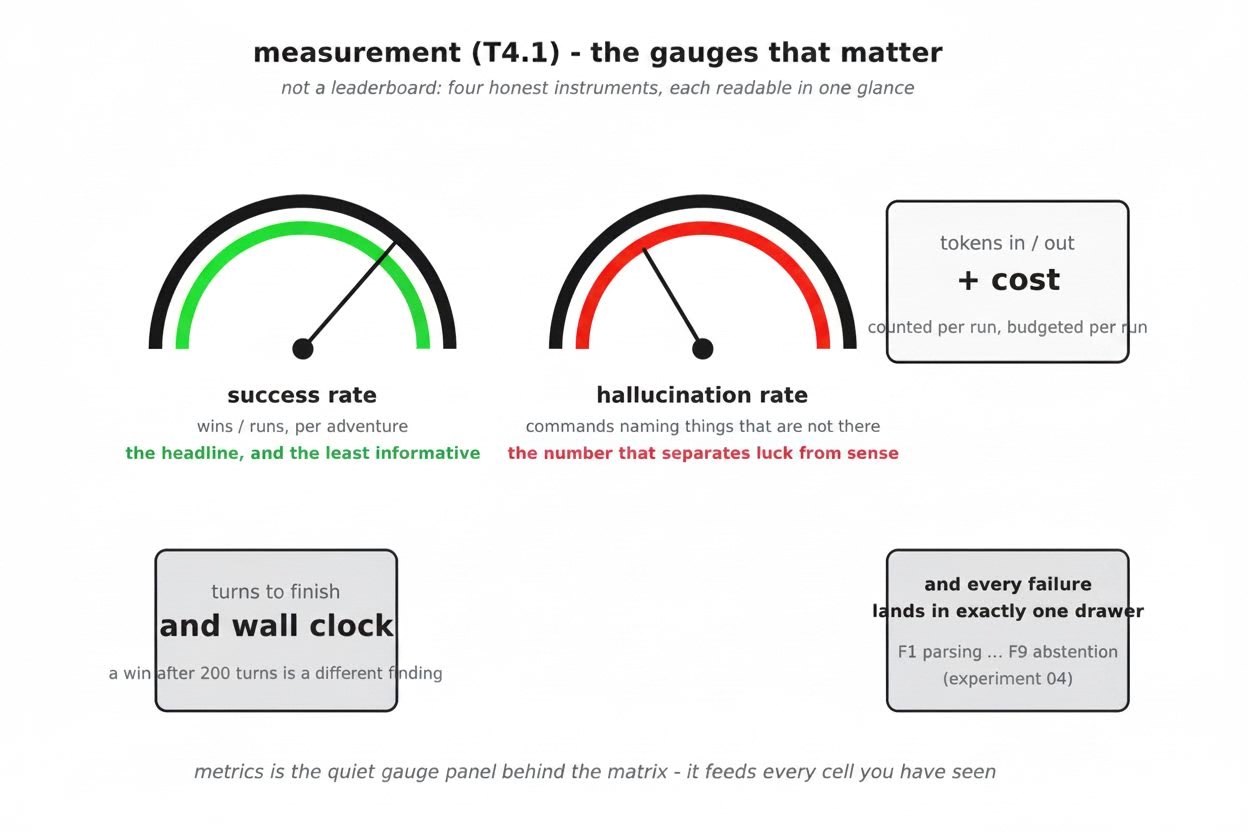 measurement (T4.1) - the gauges that matter
not a leaderboard: four honest instruments, each readable in one glance
success rate
wins / runs, per adventure
the headline, and the least informative
hallucination rate
commands naming things that are not there
the number that separates luck from sense
tokens in / out
+ cost
counted per run, budgeted per run
turns to finish
and wall clock
a win after 200 turns is a different finding
and every failure
lands in exactly one drawer
F1 parsing ... F9 abstention
(experiment 04)
metrics is the quiet gauge panel behind the matrix - it feeds every cell you have seen